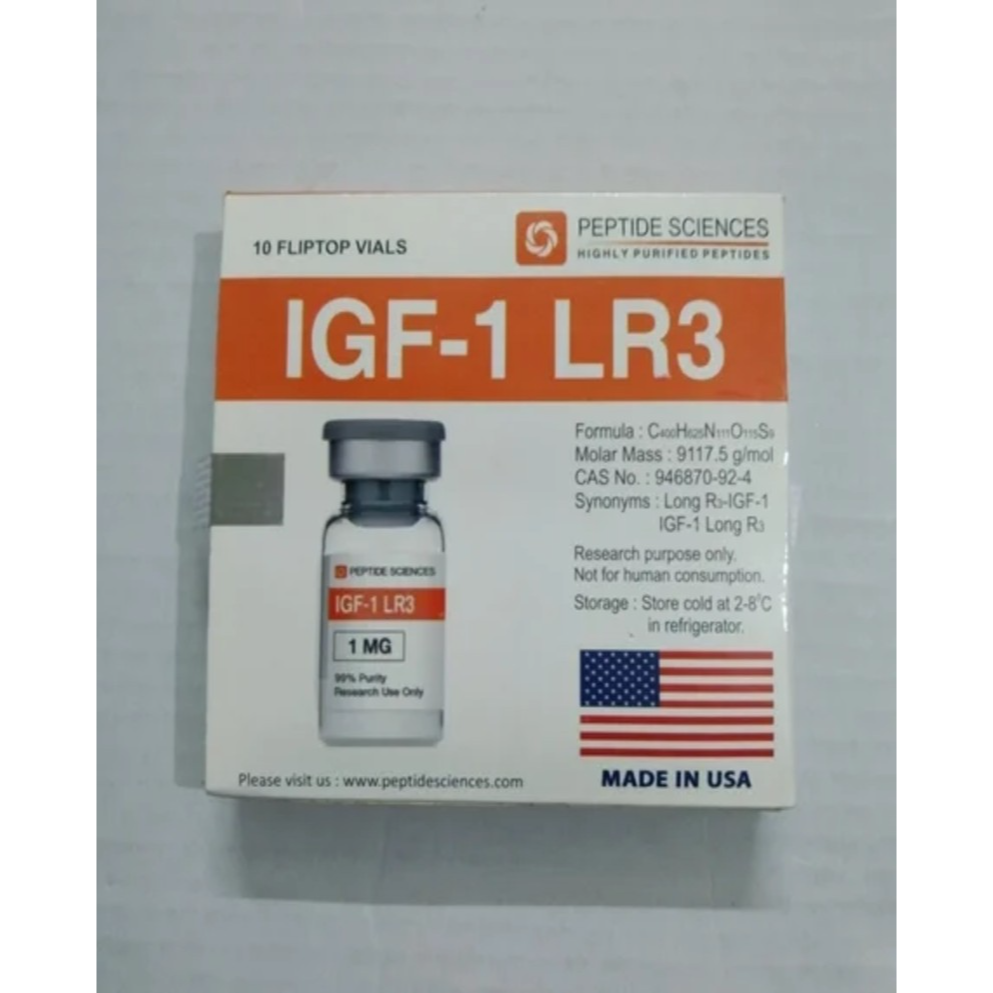 10 FLIPTOP VIALS
PEPTIDE SCIENCES
HIGHLY PURIFIED PEPTIDES
IGF-1 LR3
Formula : C₄₀₀H₆₂₅N₁₁₁O₁₁₅S₉
Molar Mass : 9117.5 g/mol
CAS No. : 946870-92-4
Synonyms : Long R₃-IGF-1
IGF-1 Long R₃
Research purpose only.
Not for human consumption.
Storage : Store cold at 2-8⁰C
in refrigerator.
PEPTIDE SCIENCES
IGF-1 LR3
1 MG
99% Purity
Research Use Only
MADE IN USA
Please visit us : www.peptidesciences.com